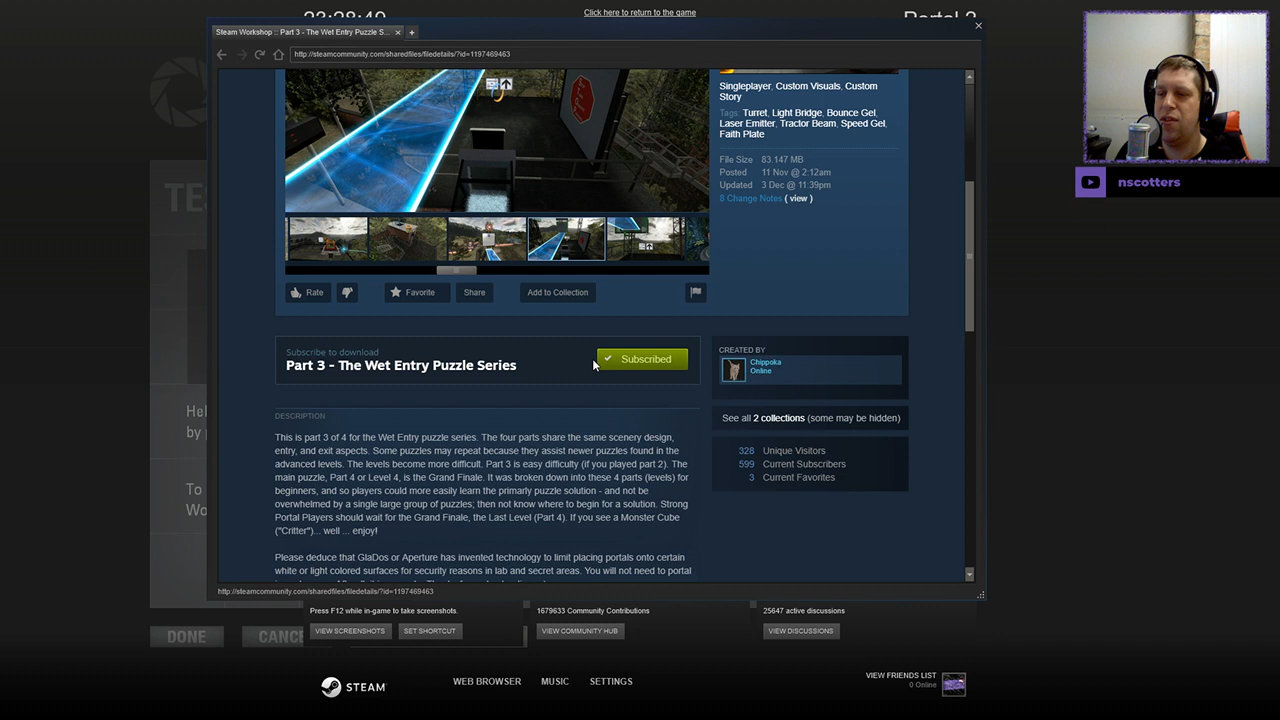 23:28:49
Click here to return to the game
Portal 2
Steam Workshop :: Part 3 - The Wet Entry Puzzle S...
http://steamcommunity.com/sharedfiles/filedetails/?id=1197469463
Singleplayer, Custom Visuals, Custom
Story
Tags: Turret, Light Bridge, Bounce Gel,
Laser Emitter, Tractor Beam, Speed Gel,
Faith Plate
File Size 83.147 MB
Posted 11 Nov @ 2:12am
Updated 3 Dec @ 11:39pm
8 Change Notes ( view )
nscotters
Rate
Favorite
Share
Add to Collection
Subscribe to download
Part 3 - The Wet Entry Puzzle Series
Subscribed
CREATED BY
Chippoka
Online
See all 2 collections (some may be hidden)
328 Unique Visitors
599 Current Subscribers
3 Current Favorites
DESCRIPTION
This is part 3 of 4 for the Wet Entry puzzle series. The four parts share the same scenery design,
entry, and exit aspects. Some puzzles may repeat because they assist newer puzzles found in the
advanced levels. The levels become more difficult. Part 3 is easy difficulty (if you played part 2). The
main puzzle, Part 4 or Level 4, is the Grand Finale. It was broken down into these 4 parts (levels) for
beginners, and so players could more easily learn the primarly puzzle solution - and not be
overwhelmed by a single large group of puzzles; then not know where to begin for a solution. Strong
Portal Players should wait for the Grand Finale, the Last Level (Part 4). If you see a Monster Cube
("Critter")... well ... enjoy!
Please deduce that GlaDos or Aperture has invented technology to limit placing portals onto certain
white or light colored surfaces for security reasons in lab and secret areas. You will not need to portal
http://steamcommunity.com/sharedfiles/filedetails/?id=1197469463
TES
Hel
by p
To
Wo
Press F12 while in-game to take screenshots.
1679633 Community Contributions
25647 active discussions
VIEW SCREENSHOTS
SET SHORTCUT
VIEW COMMUNITY HUB
VIEW DISCUSSIONS
DONE
CANC
STEAM
WEB BROWSER
MUSIC
SETTINGS
VIEW FRIENDS LIST
0 Online